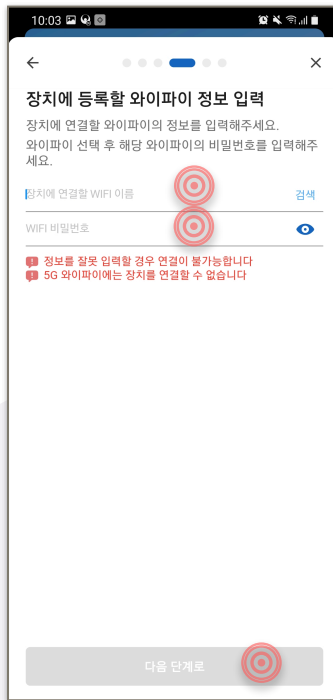 10:03
장치에 등록할 와이파이 정보 입력
장치에 연결할 와이파이의 정보를 입력해주세요.
와이파이 선택 후 해당 와이파이의 비밀번호를 입력해주
세요.
장치에 연결할 WIFI 이름 검색
WIFI 비밀번호
정보를 잘못 입력할 경우 연결이 불가능합니다
5G 와이파이에는 장치를 연결할 수 없습니다
다음 단계로